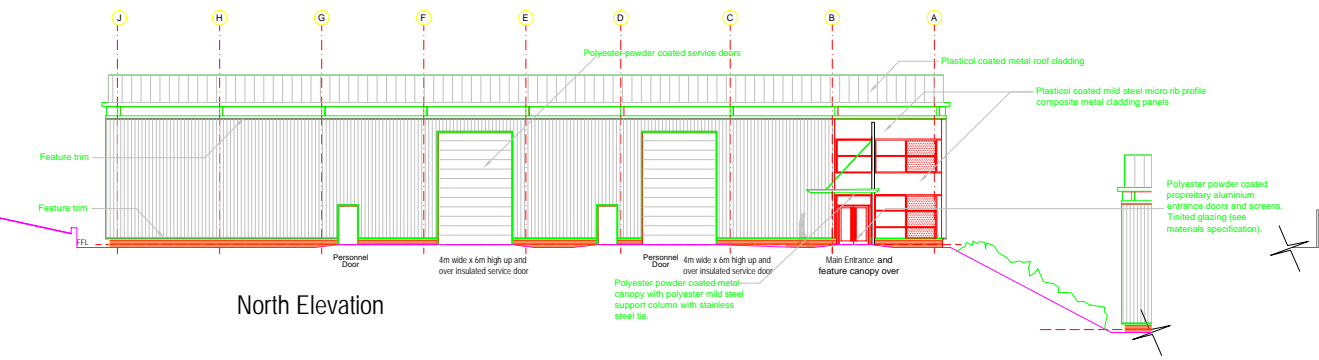 J H G F E D C B A
Polyester powder coated service doors
Plasticol coated metal roof cladding
Plasticol coated mild steel micro rib profile
composite metal cladding panels
Feature trim
Feature trim
Polyester powder coated
propreitary aluminium
entrance doors and screens.
Tinited glazing (see
materials specification).
FFL
Personnel
Door
4m wide x 6m high up and
over insulated service door
Personnel
Door
4m wide x 6m high up and
over insulated service door
Main Entrance and
feature canopy over
Polyester powder coated metal
canopy with polyester mild steel
support column with stainless
steel tie.
North Elevation